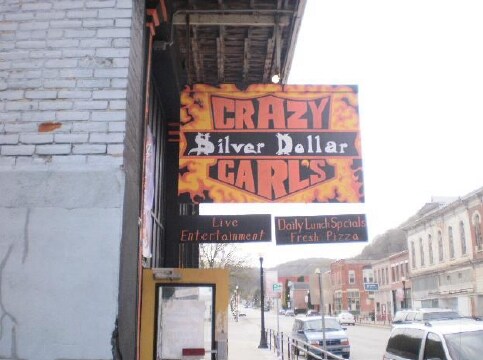 CRAZY
Silver Dollar
CARL'S
Live
Entertainment
Daily Lunch Specials
Fresh Pizza